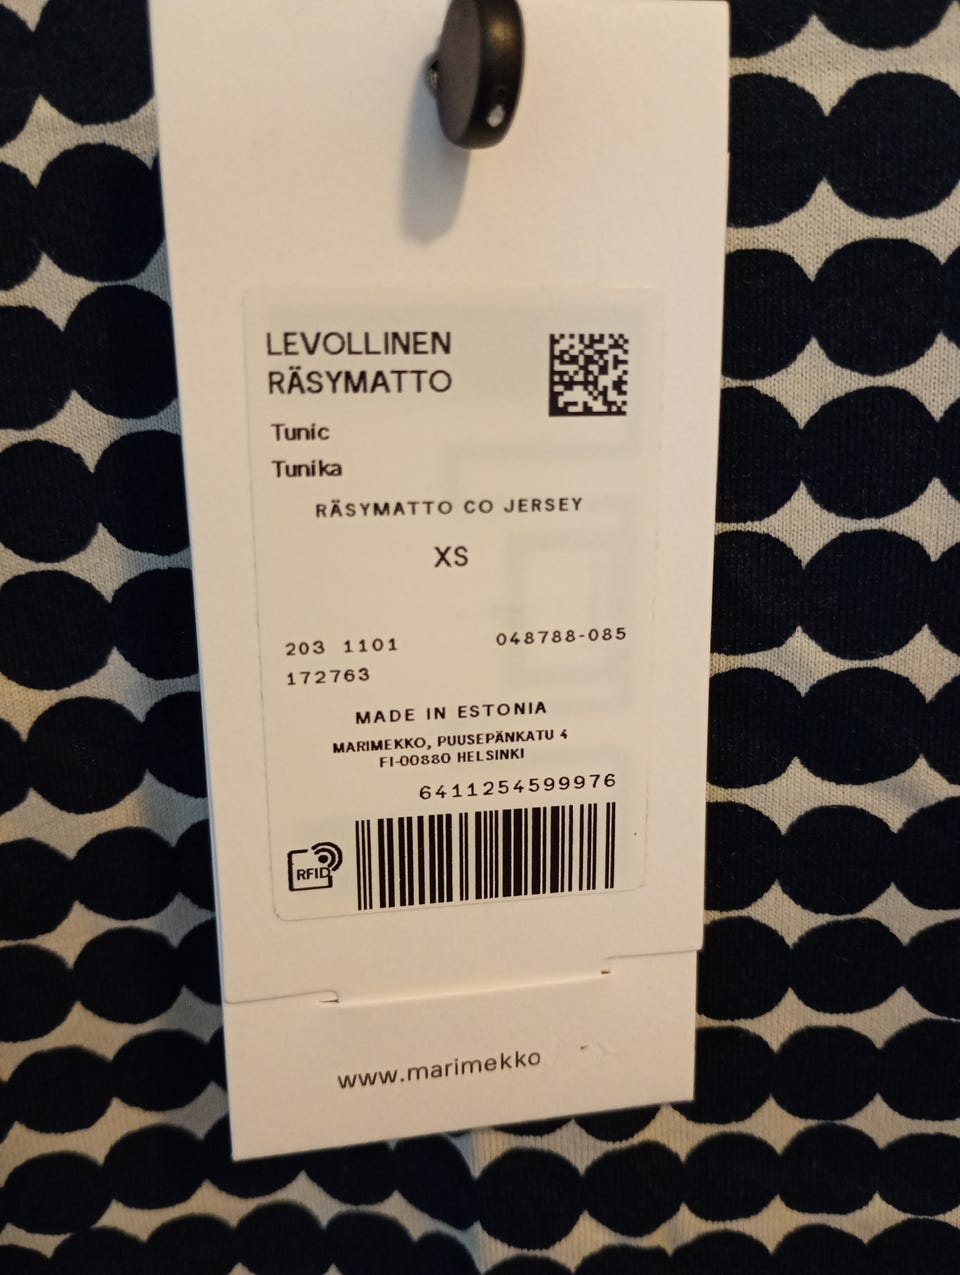 LEVOLLINEN
RÄSYMATTO
Tunic
Tunika
RÄSYMATTO CO JERSEY
XS
203 1101 048788-085
172763
MADE IN ESTONIA
MARIMEKKO, PUUSEPÄNKATU 4
FI-00880 HELSINKI
6411254599976
RFID
www.marimekko